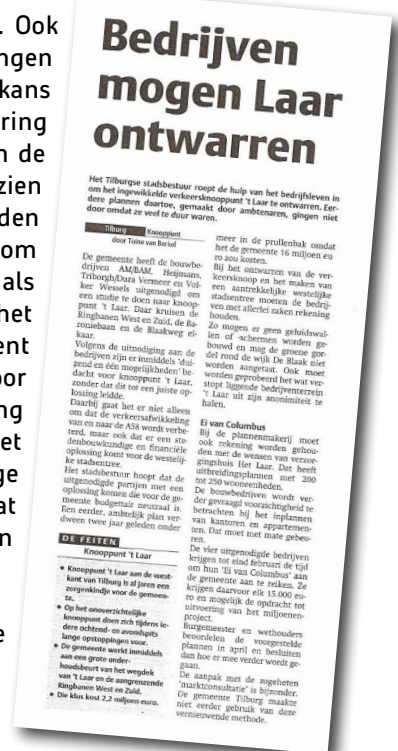 . Ook
ngen
kans
ring
n de
zien
den
om
als
het
ent
oor
ng
et
ge
at
n
e
Bedrijven
mogen Laar
ontwarren
Het Tilburgse stadsbestuur roept de hulp van het bedrijfsleven in
om het ingewikkelde verkeersknooppunt 't Laar te ontwarren. Eer-
dere plannen daartoe, gemaakt door ambtenaren, gingen niet
door omdat ze veel te duur waren.
Tilburg Knooppunt
door Toine van Berkel
De gemeente heeft de bouwbe-
drijven AM/BAM, Heijmans,
Triborgh/Dura Vermeer en Vol-
ker Wessels uitgenodigd om
een studie te doen naar knoop-
punt 't Laar. Daar kruisen de
Ringbanen West en Zuid, de Ba-
roniebaan en de Blaakweg el-
kaar.
Volgens de uitnodiging aan de
bedrijven zijn er inmiddels 'dui-
zend en één mogelijkheden' be-
dacht voor knooppunt 't Laar,
zonder dat dit tot een juiste op-
lossing leidde.
Daarbij gaat het er niet alleen
om dat de verkeersafwikkeling
van en naar de A58 wordt verbe-
terd, maar ook dat er een ste-
denbouwkundige en financiële
oplossing komt voor de westelij-
ke stadsentree.
Het stadsbestuur hoopt dat de
uitgenodigde partijen met een
oplossing komen die voor de ge-
meente budgettair neutraal is.
Een eerder, ambtelijk plan ver-
dween twee jaar geleden onder
DE FEITEN
Knooppunt 't Laar
• Knooppunt 't Laar aan de west-
kant van Tilburg is al jaren een
zorgenkindje voor de gemeen-
te.
• Op het onoverzichtelijke
knooppunt doen zich tijdens ie-
dere ochtend- en avondspits
lange opstoppingen voor.
• De gemeente werkt inmiddels
aan een grote onder-
houdsbeurt van het wegdek
van 't Laar en de aangrenzende
Ringbanen West en Zuid.
• Die klus kost 2,2 miljoen euro.
meer in de prullenbak omdat
het de gemeente 16 miljoen eu
ro zou kosten.
Bij het ontwarren van de ver-
keersknoop en het maken van
een aantrekkelijke westelijke
stadsentree moeten de bedrij-
ven met allerlei zaken rekening
houden.
Zo mogen er geen geluidswal-
len of -schermen worden ge-
bouwd en mag de groene gor-
del rond de wijk De Blaak niet
worden aangetast. Ook moet
worden geprobeerd het wat ver-
stopt liggende bedrijventerrein
't Laar uit zijn anonimiteit te
halen.
Ei van Columbus
Bij de plannenmakerij moet
ook rekening worden gehou-
den met de wensen van verzor-
gingshuis Het Laar. Dat heeft
uitbreidingsplannen met 200
tot 250 wooneenheden.
De bouwbedrijven wordt ver-
der gevraagd voorzichtigheid te
betrachten bij het inplannen
van kantoren en appartemen-
ten. Dat moet met mate gebeu-
ren.
De vier uitgenodigde bedrijven
krijgen tot eind februari de tijd
om hun 'Ei van Columbus' aan
de gemeente aan te reiken. Ze
krijgen daarvoor elk 15.000 eu-
ro en mogelijk de opdracht tot
uitvoering van het miljoenen-
project.
Burgemeester en wethouders
beoordelen de voorgestelde
plannen in april en besluiten
dan hoe er mee verder wordt ge-
gaan.
De aanpak met de zogeheten
'marktconsultatie' is bijzonder.
De gemeente Tilburg maakte
niet eerder gebruik van deze
vernieuwende methode.